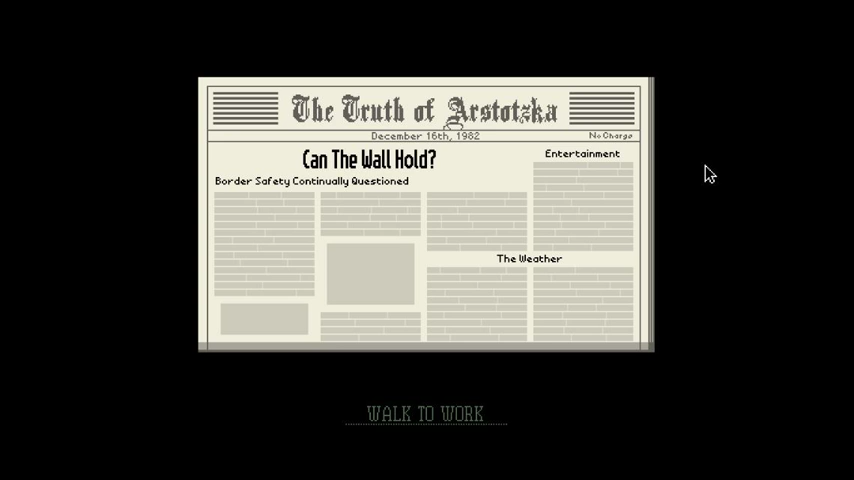 The Truth of Arstotzka
December 16th, 1982
No Charge
Can The Wall Hold?
Entertainment
Border Safety Continually Questioned
The Weather
WALK TO WORK